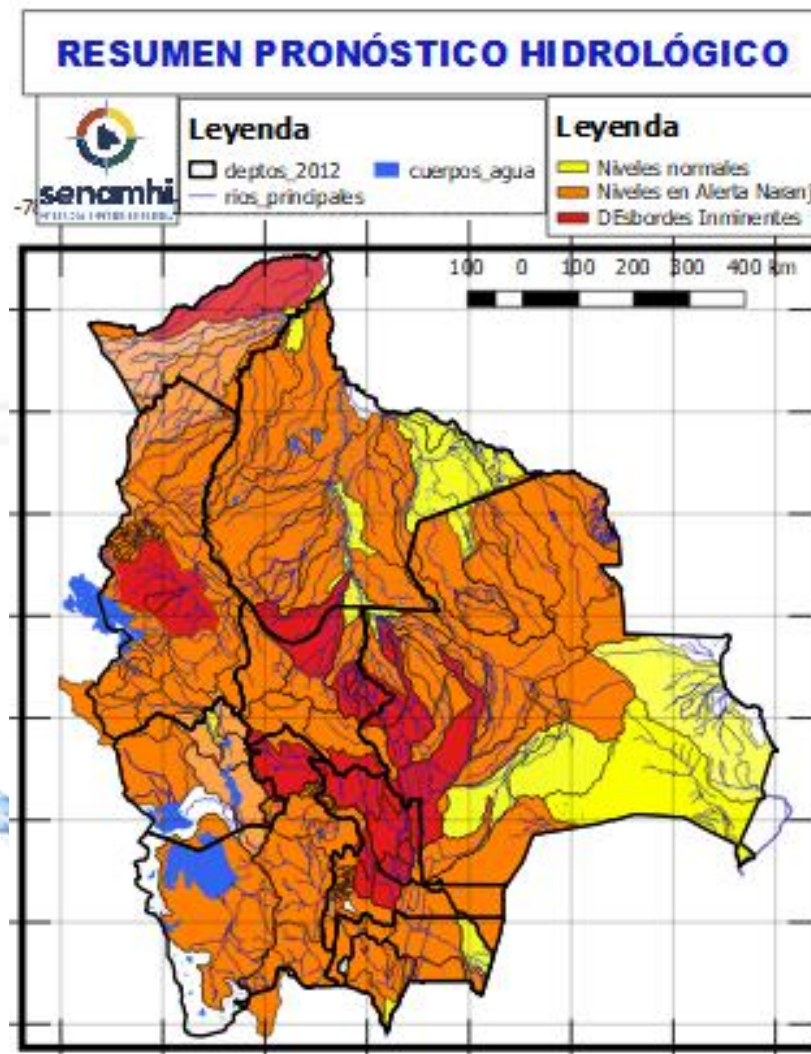 RESUMEN PRONÓSTICO HIDROLÓGICO
senamhi
Leyenda
deptos_2012 cuerpos_agua
rios_principales
Leyenda
Niveles normales
Niveles en Alerta Naranj
DEsbordes Inminentes
100 0 100 200 300 400 km